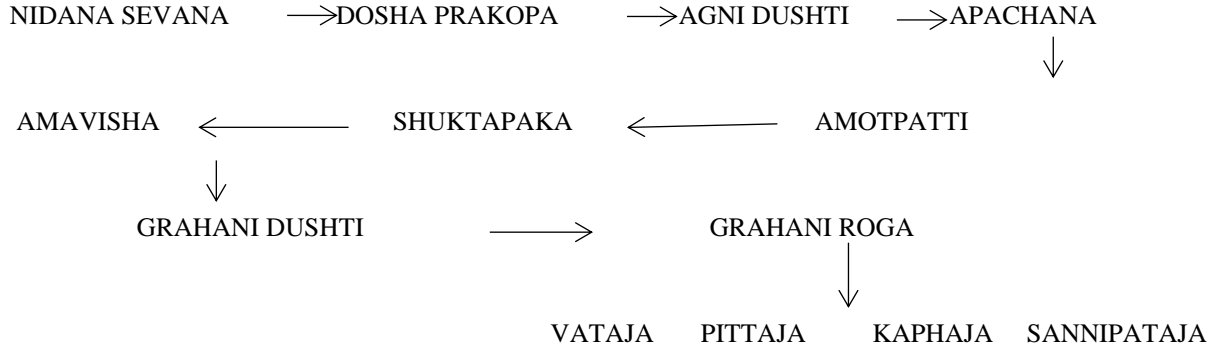 NIDANA SEVANA DOSHA PRAKOPA AGNI DUSHTI APACHANA
AMAVISHA SHUKTAPAKA AMOTPATTI
GRAHANI DUSHTI GRAHANI ROGA
VATAJA PITTAJA KAPHAJA SANNIPATAJA